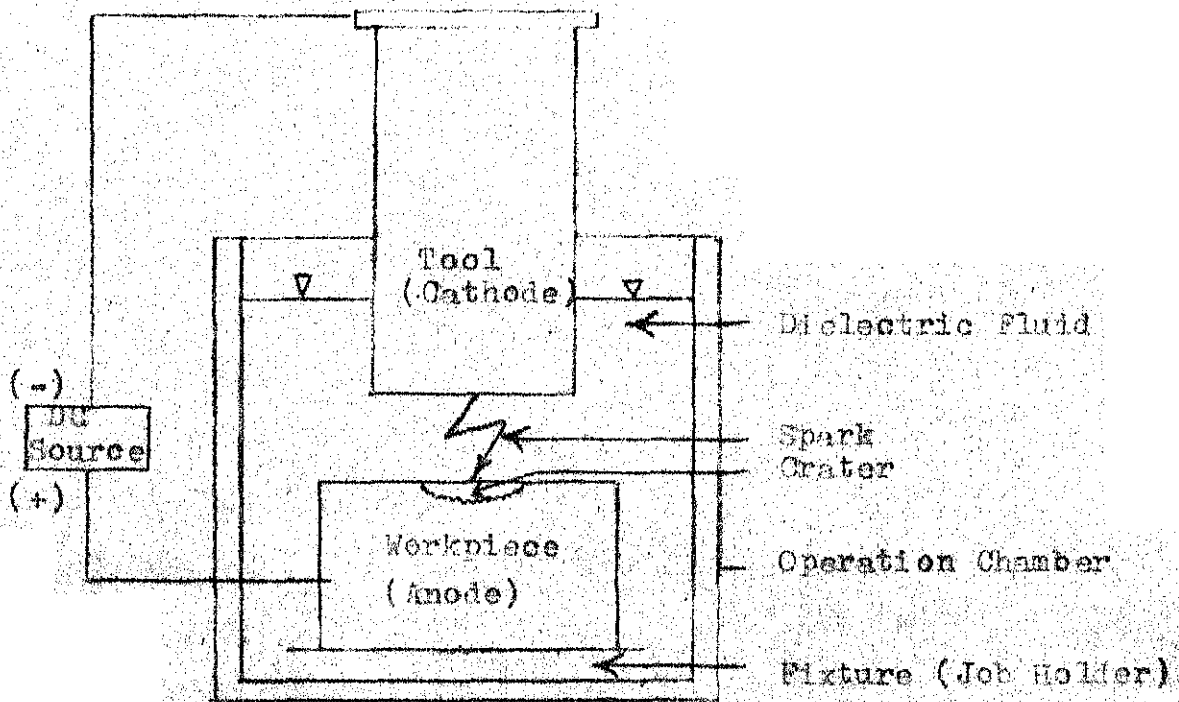 Tool
(Cathode)
Dielectric Fluid
(-)
DC
Source
(+)
Spark
Crater
Workpiece
(Anode)
Operation Chamber
Fixture (Job Holder)